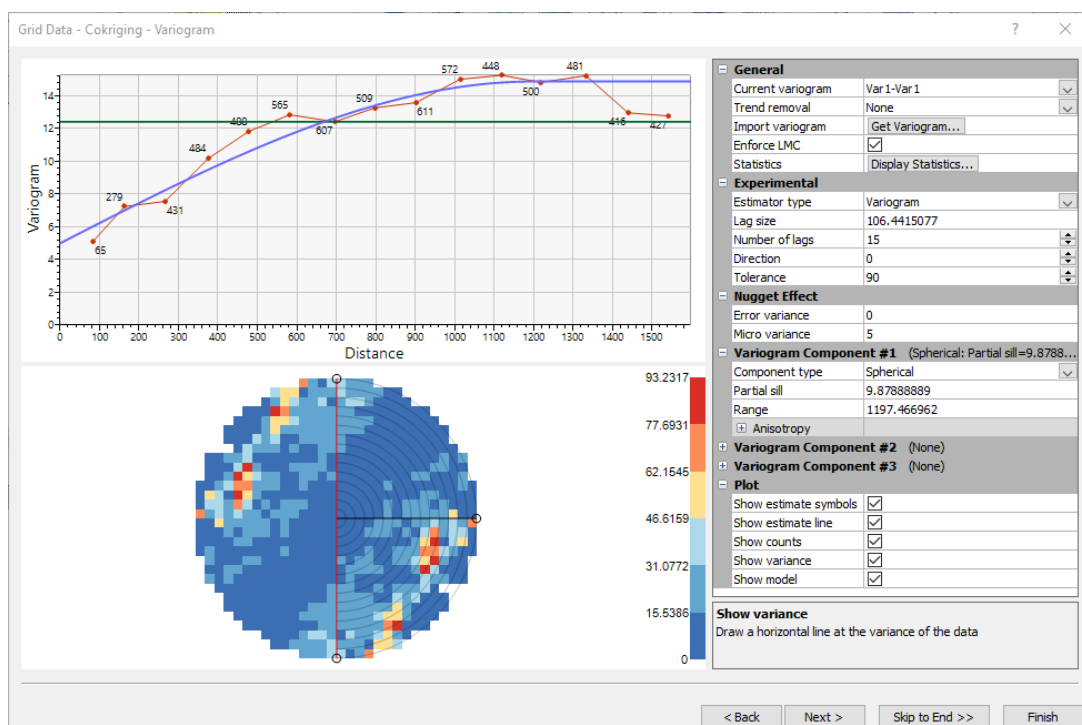 Grid Data - Cokriging - Variogram
?
Variogram
14
12
10
8
6
4
2
0
65
279
431
484
488
565
607
509
611
572
448
500
481
416
427
0 100 200 300 400 500 600 700 800 900 1000 1100 1200 1300 1400 1500
Distance
93.2317
77.6931
62.1545
46.6159
31.0772
15.5386
0
General
Current variogram Var1-Var1
Trend removal None
Import variogram Get Variogram...
Enforce LMC
Statistics Display Statistics...
Experimental
Estimator type Variogram
Lag size 106.4415077
Number of lags 15
Direction 0
Tolerance 90
Nugget Effect
Error variance 0
Micro variance 5
Variogram Component #1 (Spherical: Partial sill=9.8788...
Component type Spherical
Partial sill 9.87888889
Range 1197.466962
Anisotropy
Variogram Component #2 (None)
Variogram Component #3 (None)
Plot
Show estimate symbols
Show estimate line
Show counts
Show variance
Show model
Show variance
Draw a horizontal line at the variance of the data
< Back Next > Skip to End >> Finish